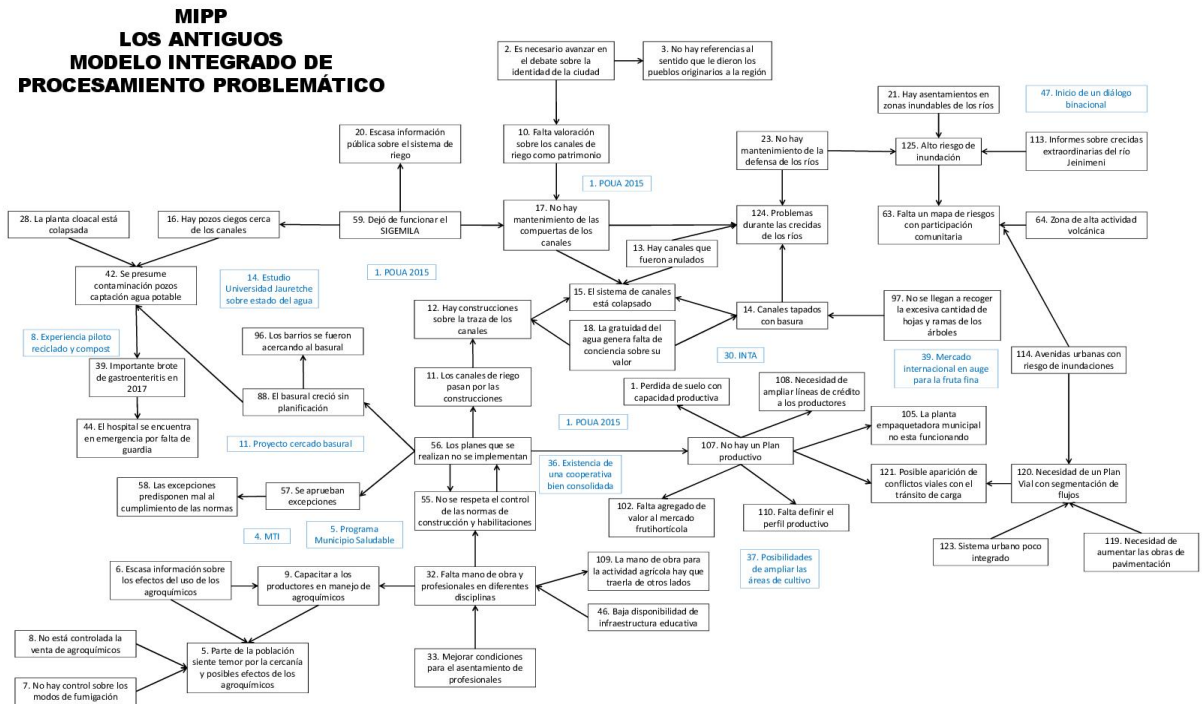 MIPP
LOS ANTIGUOS
MODELO INTEGRADO DE
PROCESAMIENTO PROBLEMÁTICO
2. Es necesario avanzar en
el debate sobre la
identidad de la ciudad
3. No hay referencias al
sentido que le dieron los
pueblos originarios a la región
21. Hay asentamientos en
zonas inundables de los ríos
47. Inicio de un diálogo
binacional
20. Escasa información
pública sobre el sistema de
riego
10. Falta valoración
sobre los canales de
riego como patrimonio
23. No hay
mantenimiento de la
defensa de los ríos
125. Alto riesgo de
inundación
113. Informes sobre crecidas
extraordinarias del río
Jeinimeni
1. POUA 2015
28. La planta cloacal está
colapsada
16. Hay pozos ciegos cerca
de los canales
59. Dejó de funcionar el
SIGEMILA
17. No hay
mantenimiento de las
compuertas de los
canales
124. Problemas
durante las crecidas
de los ríos
63. Falta un mapa de riesgos
con participación
comunitaria
64. Zona de alta actividad
volcánica
13. Hay canales que
fueron anulados
42. Se presume
contaminación pozos
captación agua potable
14. Estudio
Universidad Jauretche
sobre estado del agua
1. POUA 2015
15. El sistema de canales
está colapsado
12. Hay construcciones
sobre la traza de los
canales
14. Canales tapados
con basura
97. No se llegan a recoger
la excesiva cantidad de
hojas y ramas de los
árboles
8. Experiencia piloto
reciclado y compost
96. Los barrios se fueron
acercando al basural
18. La gratuidad del
agua genera falta de
conciencia sobre su
valor
30. INTA
39. Mercado
internacional en auge
para la fruta fina
114. Avenidas urbanas con
riesgo de inundaciones
39. Importante brote
de gastroenteritis en
2017
88. El basural creció sin
planificación
11. Los canales de riego
pasan por las
construcciones
1. Perdida de suelo con
capacidad productiva
108. Necesidad de
ampliar líneas de crédito
a los productores
44. El hospital se encuentra
en emergencia por falta de
guardia
11. Proyecto cercado basural
1. POUA 2015
105. La planta
empaquetadora municipal
no esta funcionando
56. Los planes que se
realizan no se implementan
36. Existencia de
una cooperativa
bien consolidada
107. No hay un Plan
productivo
121. Posible aparición de
conflictos viales con el
tránsito de carga
120. Necesidad de un Plan
Vial con segmentación de
flujos
58. Las excepciones
predisponen mal al
cumplimiento de las normas
57. Se aprueban
excepciones
55. No se respeta el control
de las normas de
construcción y habilitaciones
102. Falta agregado de
valor al mercado
frutihortícola
110. Falta definir el
perfil productivo
4. MTI
5. Programa
Municipio Saludable
123. Sistema urbano poco
integrado
119. Necesidad de
aumentar las obras de
pavimentación
37. Posibilidades
de ampliar las
áreas de cultivo
6. Escasa información sobre
los efectos del uso de los
agroquímicos
9. Capacitar a los
productores en manejo de
agroquímicos
32. Falta mano de obra y
profesionales en diferentes
disciplinas
109. La mano de obra para
la actividad agrícola hay que
traerla de otros lados
46. Baja disponibilidad de
infraestructura educativa
8. No está controlada la
venta de agroquímicos
5. Parte de la población
siente temor por la cercanía
y posibles efectos de los
agroquímicos
33. Mejorar condiciones
para el asentamiento de
profesionales
7. No hay control sobre los
modos de fumigación